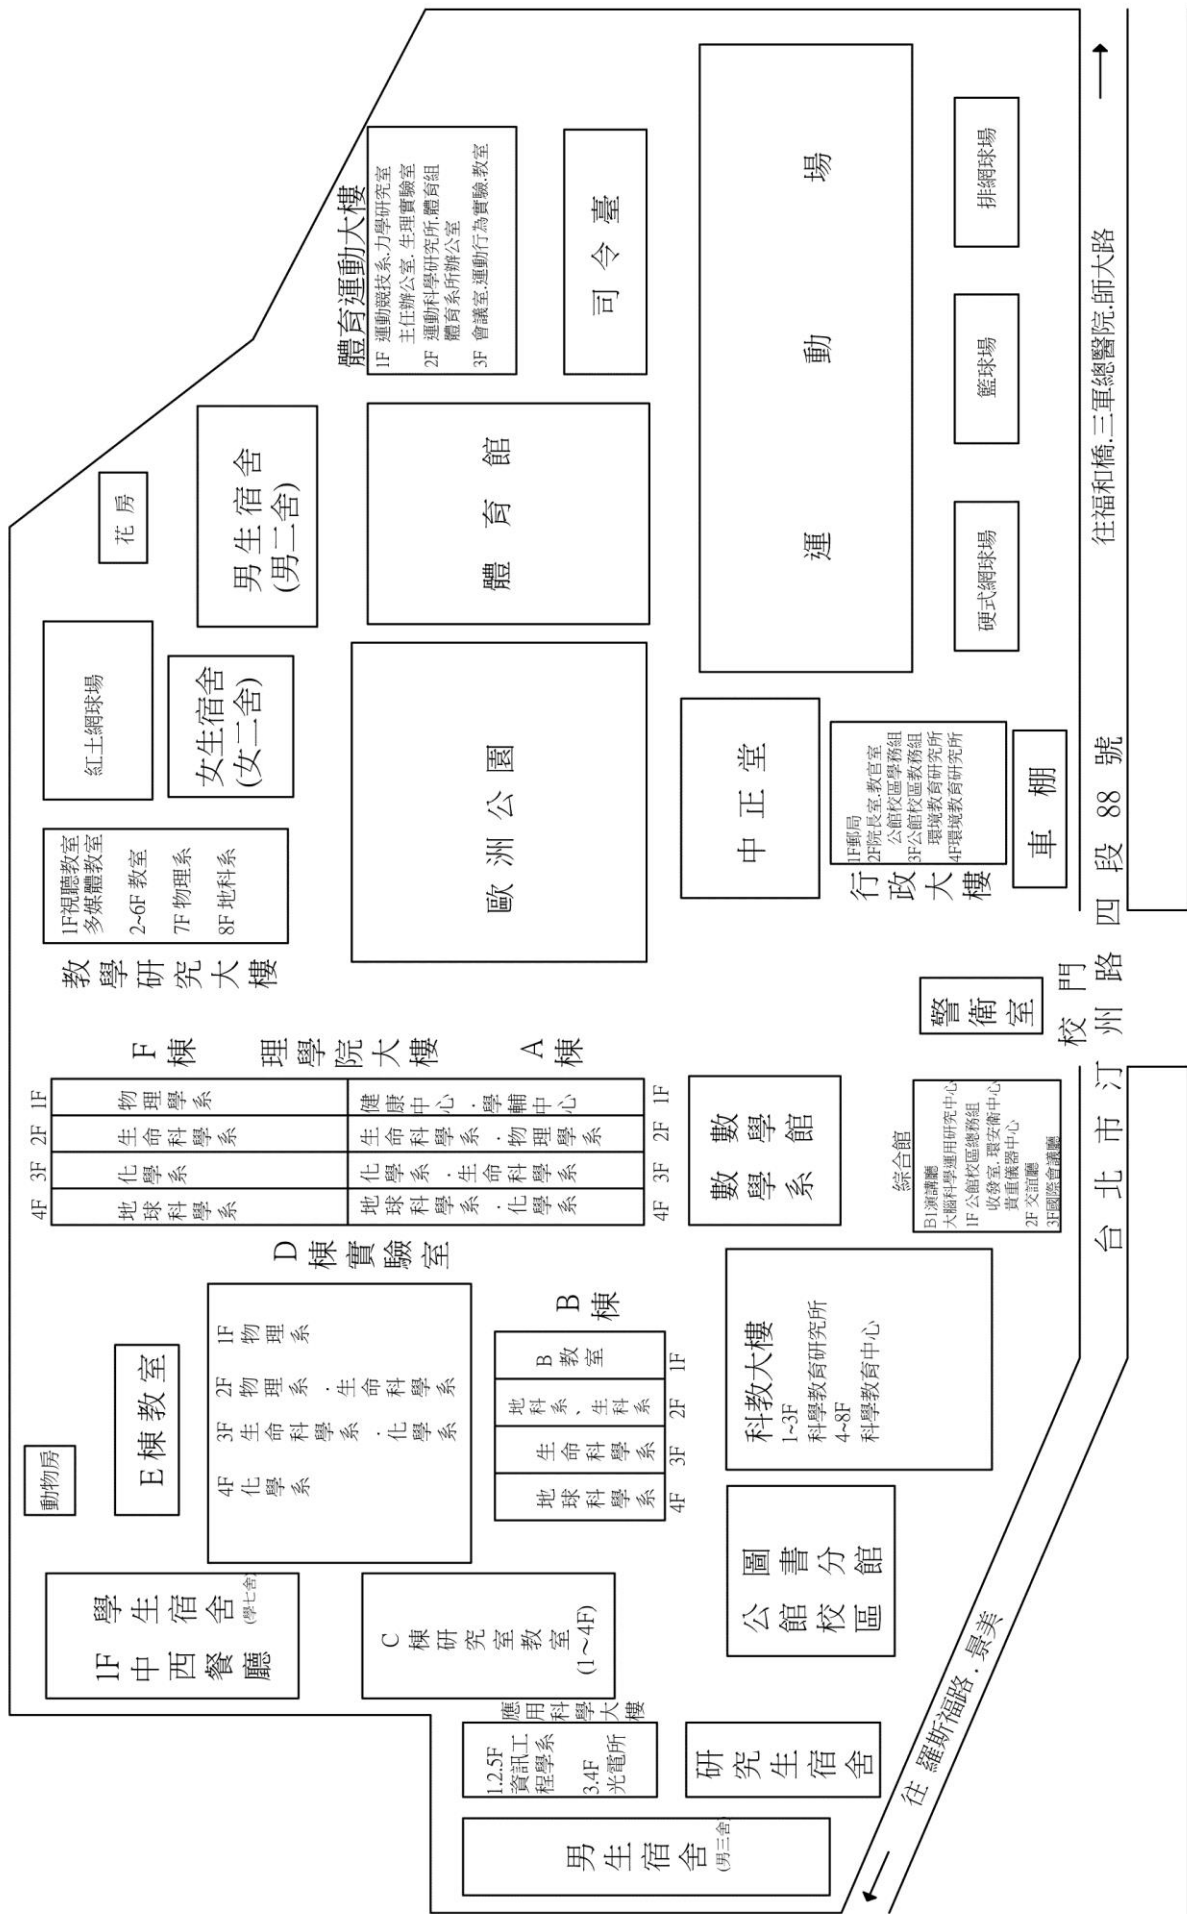 學生宿舍
(學七舍)
1F中西餐廳
動物房
E棟教室
D棟實驗室
1F物理系
2F物理系．生命科學系
3F生命科學系．化學系
4F化學系
C棟研究室教室
(1～4F)
應用科學大樓
1.2.5F
資訊工
程學系
3.4F
光電所
男生宿舍
(男三舍)
研究生宿舍
B棟
B教室
1F
地科系、生科系
2F
生命科學系
3F
地球科學系
4F
圖書分館
公館校區
科教大樓
1~3F
科學教育研究所
4~8F
科學教育中心
F棟 理學院大樓 A棟
1F 物理學系 健康中心．學輔中心 1F
2F 生命科學系 生命科學系．物理學系 2F
3F 化學系 化學系．生命科學系 3F
4F 地球科學系 地球科學系．化學系 4F
數學館
數學系
綜合館
B1演講廳
大腦科學運用研究中心
1F 公館校區總務組
收發室.環安衛中心
貴重儀器中心
2F 交誼廳
3F國際會議廳
教學研究大樓
1F視聽教室
多媒體教室
2~6F 教室
7F 物理系
8F 地科系
紅土網球場
女生宿舍
(女二舍)
花房
男生宿舍
(男二舍)
歐洲公園
體育館
體育運動大樓
1F 運動競技系.力學研究室
主任辦公室.生理實驗室
2F 運動科學研究所.體育組
體育系所辦公室
3F 會議室.運動行為實驗.教室
司令臺
中正堂
運動場
行政大樓
1F郵局
2F院長室.教官室
公館校區學務組
3F公館校區教務組
環境教育研究所
4F環境教育研究所
車棚
硬式網球場
籃球場
排網球場
警衛室
校門
台北市汀州路四段 88 號
往 羅斯福路．景美
往福和橋.三軍總醫院.師大路